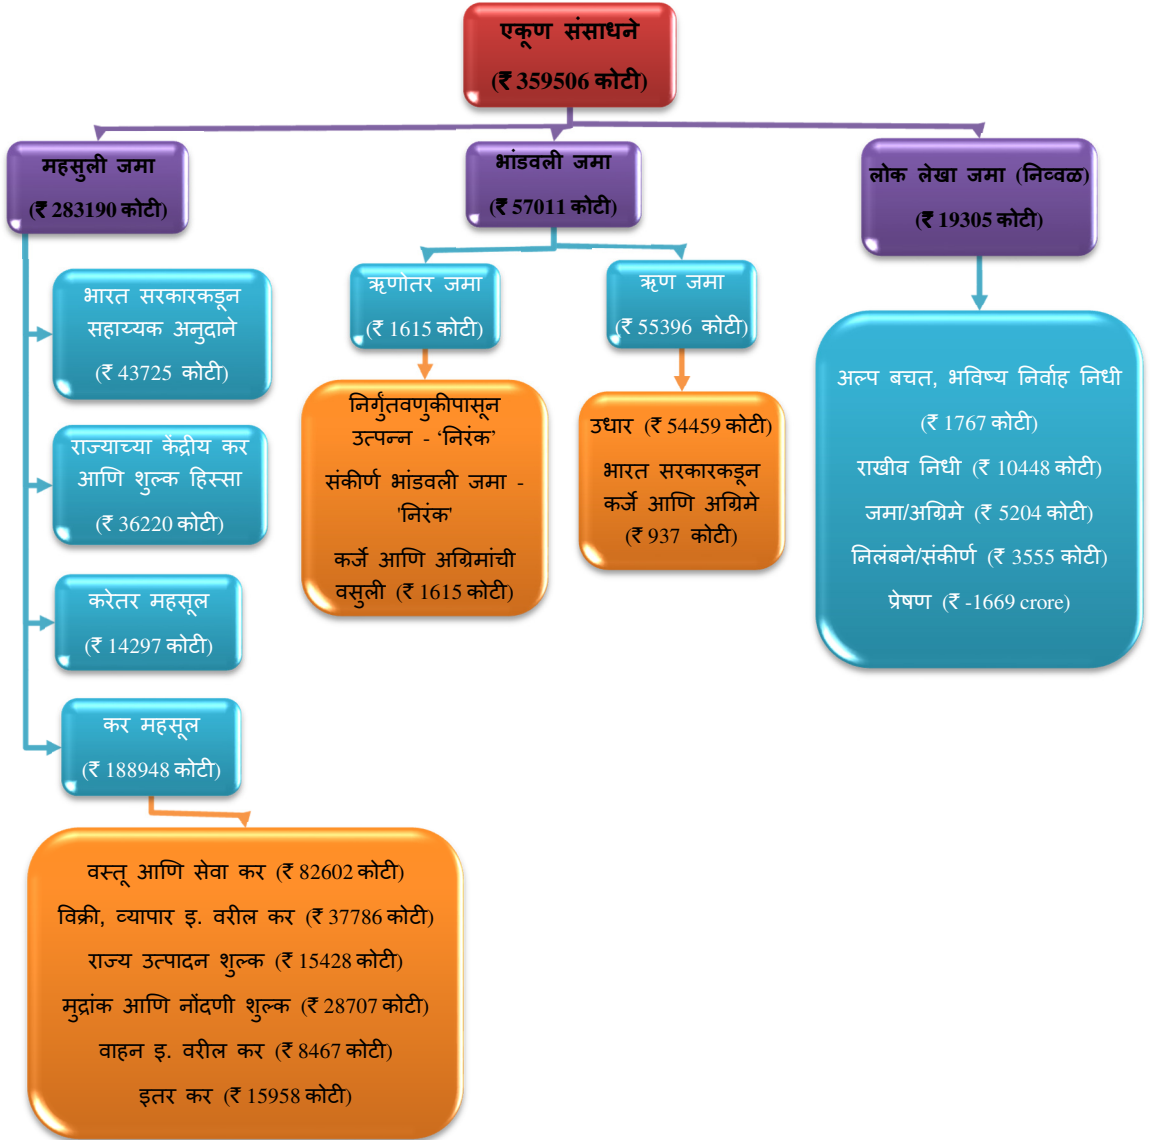 एकूण संसाधने
(₹ 359506 कोटी)
महसुली जमा
(₹ 283190 कोटी)
भांडवली जमा
(₹ 57011 कोटी)
लोक लेखा जमा (निव्वळ)
(₹ 19305 कोटी)
भारत सरकारकडून
सहाय्यक अनुदाने
(₹ 43725 कोटी)
राज्याच्या केंद्रीय कर
आणि शुल्क हिस्सा
(₹ 36220 कोटी)
करेतर महसूल
(₹ 14297 कोटी)
कर महसूल
(₹ 188948 कोटी)
वस्तू आणि सेवा कर (₹ 82602 कोटी)
विक्री, व्यापार इ. वरील कर (₹ 37786 कोटी)
राज्य उत्पादन शुल्क (₹ 15428 कोटी)
मुद्रांक आणि नोंदणी शुल्क (₹ 28707 कोटी)
वाहन इ. वरील कर (₹ 8467 कोटी)
इतर कर (₹ 15958 कोटी)
ऋणोतर जमा
(₹ 1615 कोटी)
निर्गुंतवणुकीपासून
उत्पन्न - ‘निरंक’
संकीर्ण भांडवली जमा -
'निरंक'
कर्जे आणि अग्रिमांची
वसुली (₹ 1615 कोटी)
ऋण जमा
(₹ 55396 कोटी)
उधार (₹ 54459 कोटी)
भारत सरकारकडून
कर्जे आणि अग्रिमे
(₹ 937 कोटी)
अल्प बचत, भविष्य निर्वाह निधी
(₹ 1767 कोटी)
राखीव निधी (₹ 10448 कोटी)
जमा/अग्रिमे (₹ 5204 कोटी)
निलंबने/संकीर्ण (₹ 3555 कोटी)
प्रेषण (₹ -1669 crore)